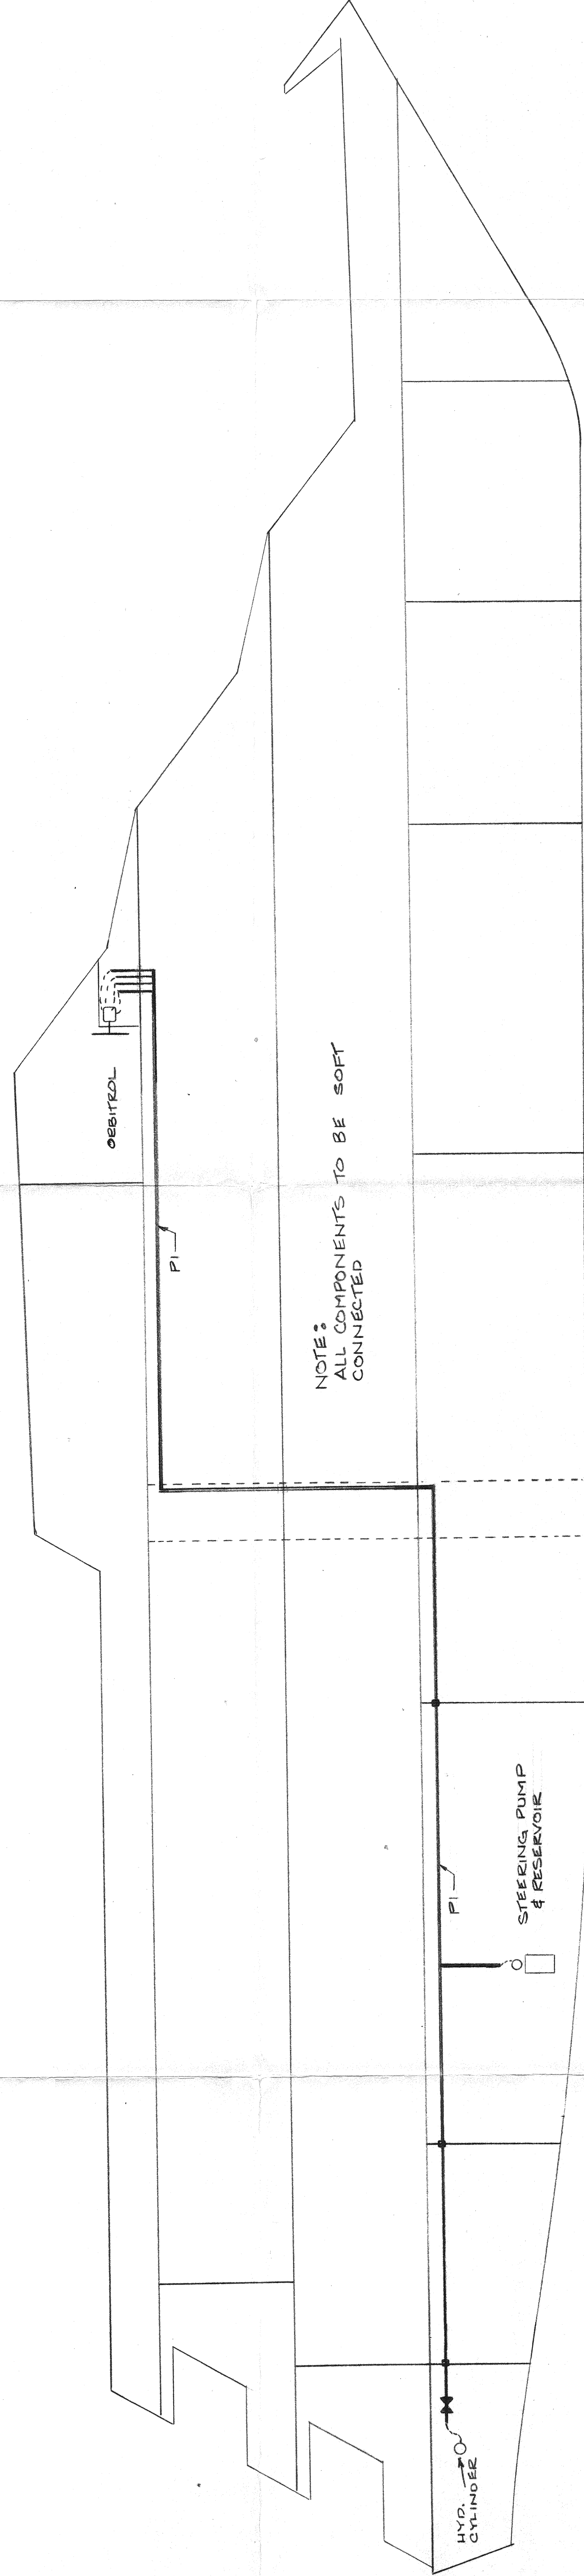 ORBITROL
P1
NOTE:
ALL COMPONENTS TO BE SOFT
CONNECTED
P1
STEERING PUMP
& RESERVOIR
HYD.
CYLINDER